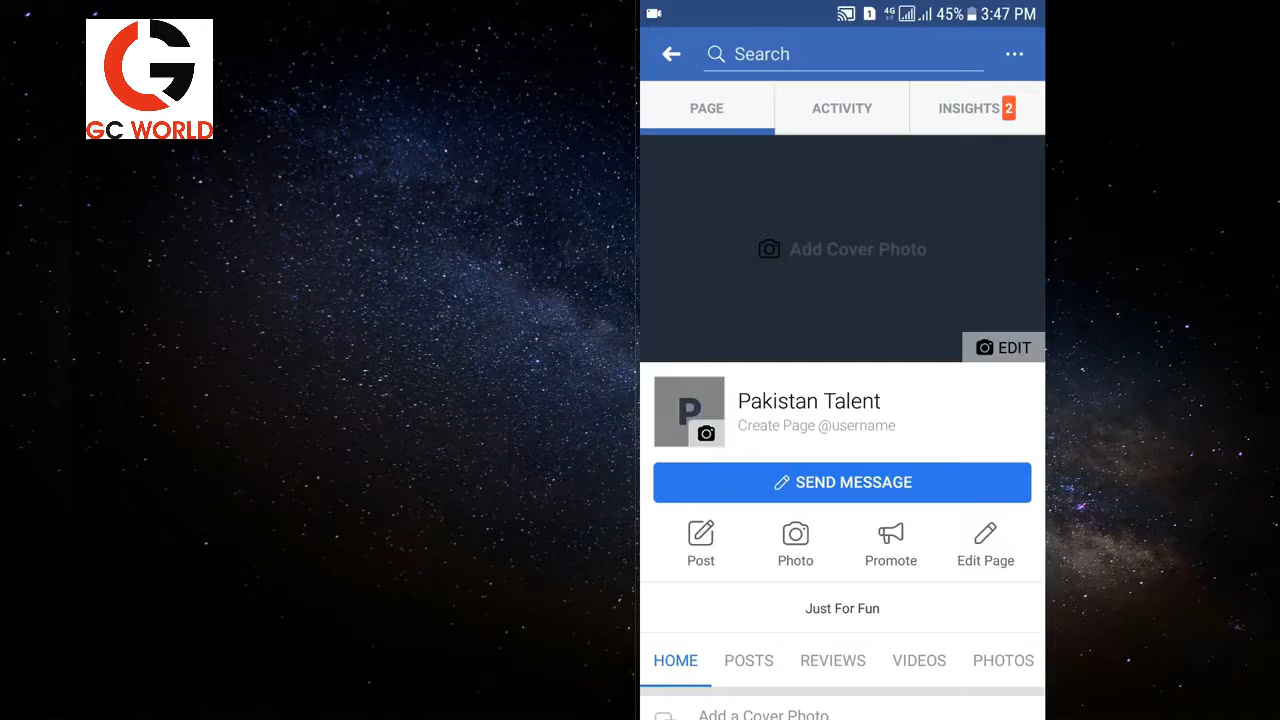 GC WORLD
1 4G 45% 3:47 PM
Search
PAGE ACTIVITY INSIGHTS 2
Add Cover Photo
EDIT
P
Pakistan Talent
Create Page @username
SEND MESSAGE
Post Photo Promote Edit Page
Just For Fun
HOME POSTS REVIEWS VIDEOS PHOTOS
Add a Cover Photo